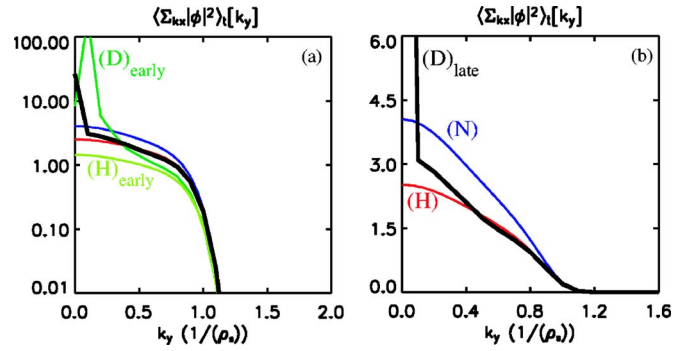 ⟨Σkx|ϕ|²⟩t[ky]
100.00
10.00
1.00
0.10
0.01
(D)early
(a)
(H)early
0.0 0.5 1.0 1.5 2.0
ky (1/(ρs))
⟨Σkx|ϕ|²⟩t[ky]
6.0
4.5
3.0
1.5
0.0
(D)late
(b)
(N)
(H)
0.0 0.4 0.8 1.2 1.6
ky (1/(ρs))